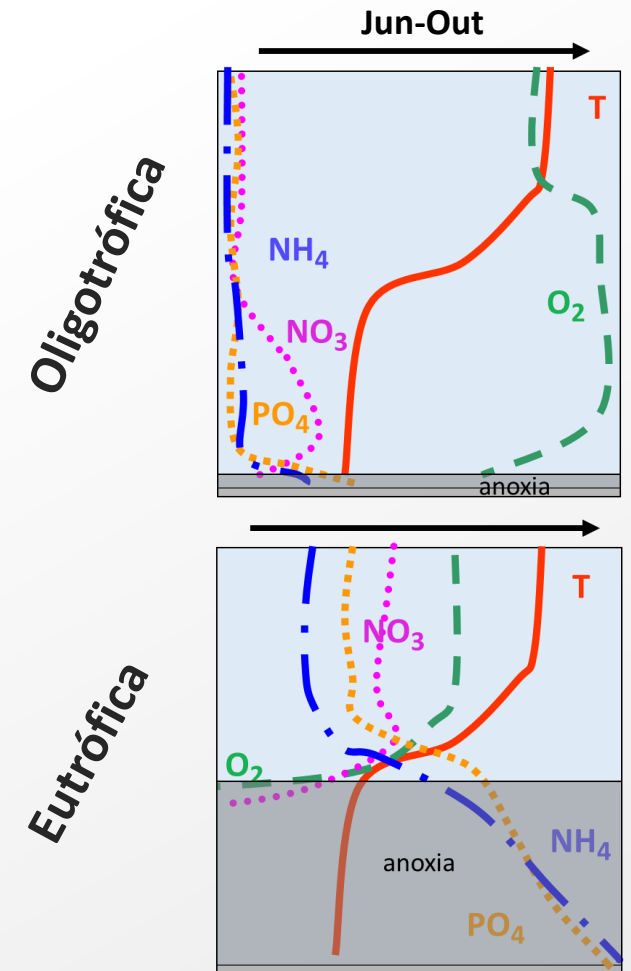 Jun-Out
Oligotrófica
T
NH4
O2
NO3
PO4
anoxia
Eutrófica
T
NO3
O2
NH4
anoxia
PO4